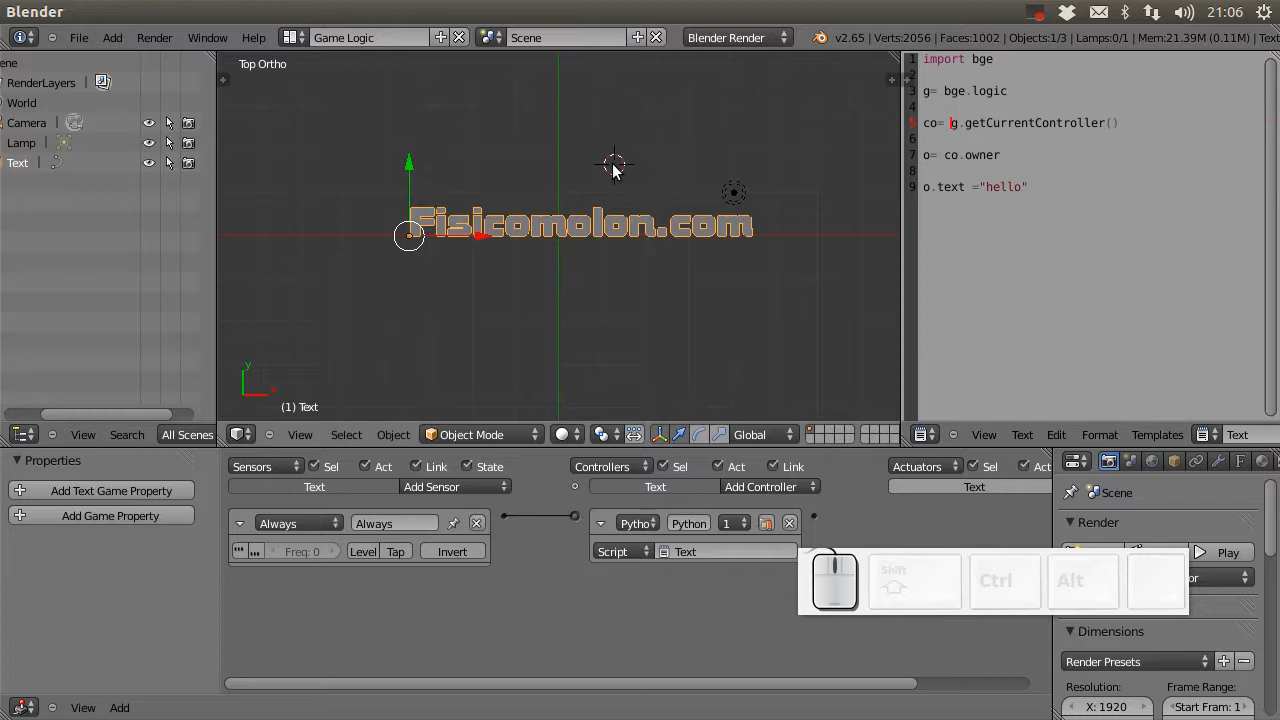 Blender
21:06
File Add Render Window Help Game Logic Scene Blender Render v2.65 | Verts:2056 | Faces:1002 | Objects:1/3 | Lamps:0/1 | Mem:21.39M (0.11M) | Text
ene
RenderLayers
World
Camera
Lamp
Text
View Search All Scenes
Top Ortho
Fisicomolon.com
y
x
(1) Text
View Select Object Object Mode Global
1 import bge
2
3 g= bge.logic
4
5 co= g.getCurrentController()
6
7 o= co.owner
8
9 o.text ="hello"
View Text Edit Format Templates Text
Properties
Add Text Game Property
Add Game Property
Sensors Sel Act Link State
Text Add Sensor
Always Always
Freq: 0 Level Tap Invert
Controllers Sel Act Link
Text Add Controller
Pytho Python 1
Script Text
Actuators Sel Act
Text
Shift Ctrl Alt
Scene
Render
Play
or
Dimensions
Render Presets
Resolution: Frame Range:
X: 1920 Start Fram: 1
View Add